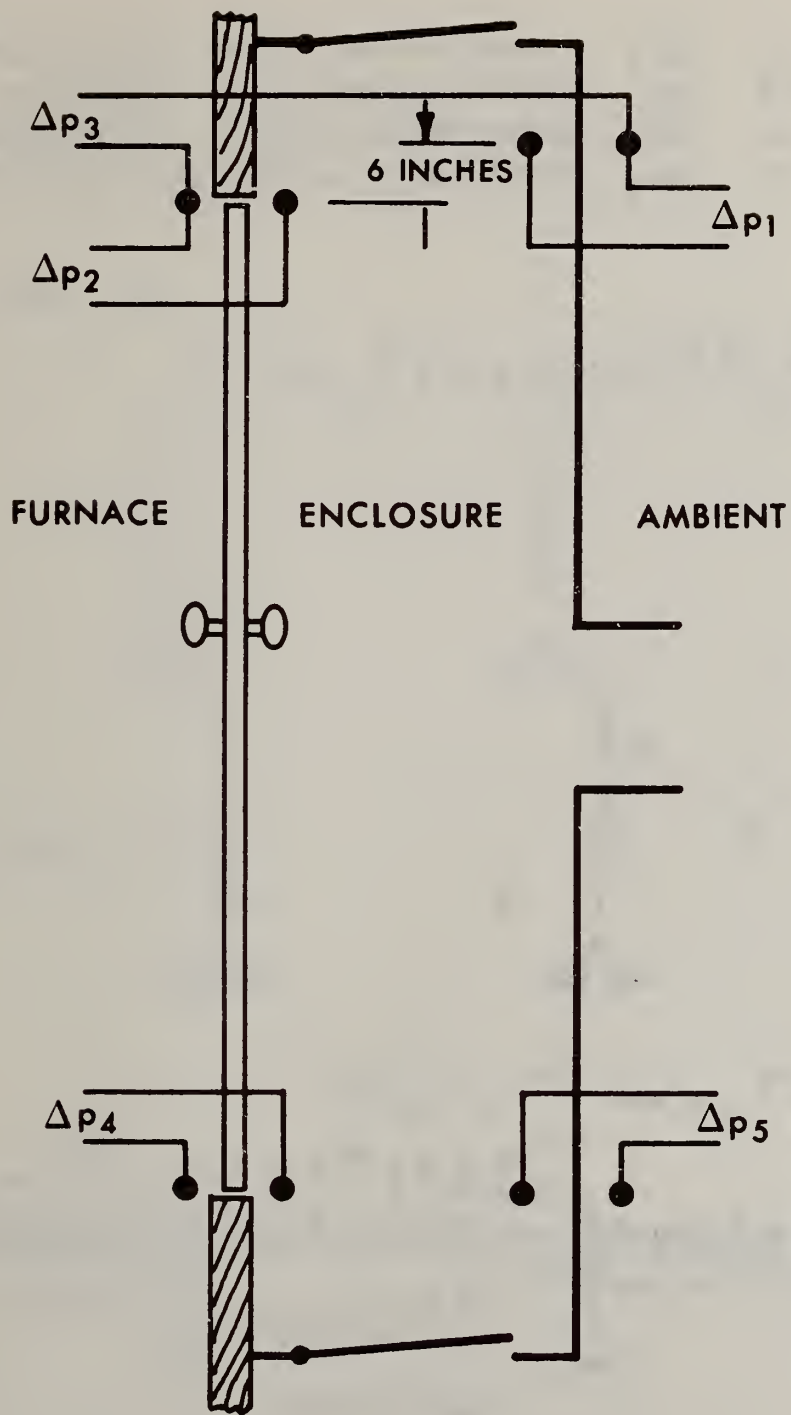 Δp3
6 INCHES
Δp1
Δp2
FURNACE ENCLOSURE AMBIENT
Δp4
Δp5